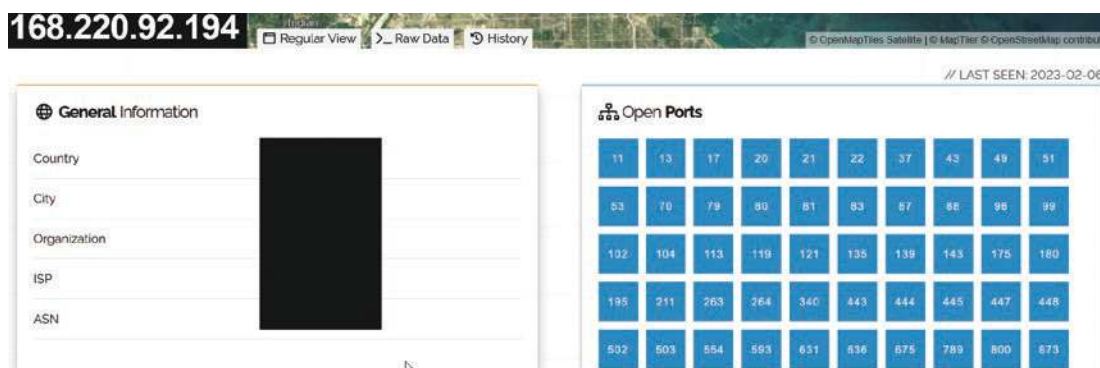 168.220.92.194
Regular View >_ Raw Data History
© OpenMapTiles Satellite | © MapTiler © OpenStreetMap contribu
// LAST SEEN: 2023-02-06
General Information
Country
City
Organization
ISP
ASN
Open Ports
11 13 17 20 21 22 37 43 49 51
53 70 79 80 81 83 87 88 98 99
102 104 113 119 121 135 139 143 175 180
195 211 263 264 340 443 444 445 447 448
502 503 554 593 631 636 675 789 800 873